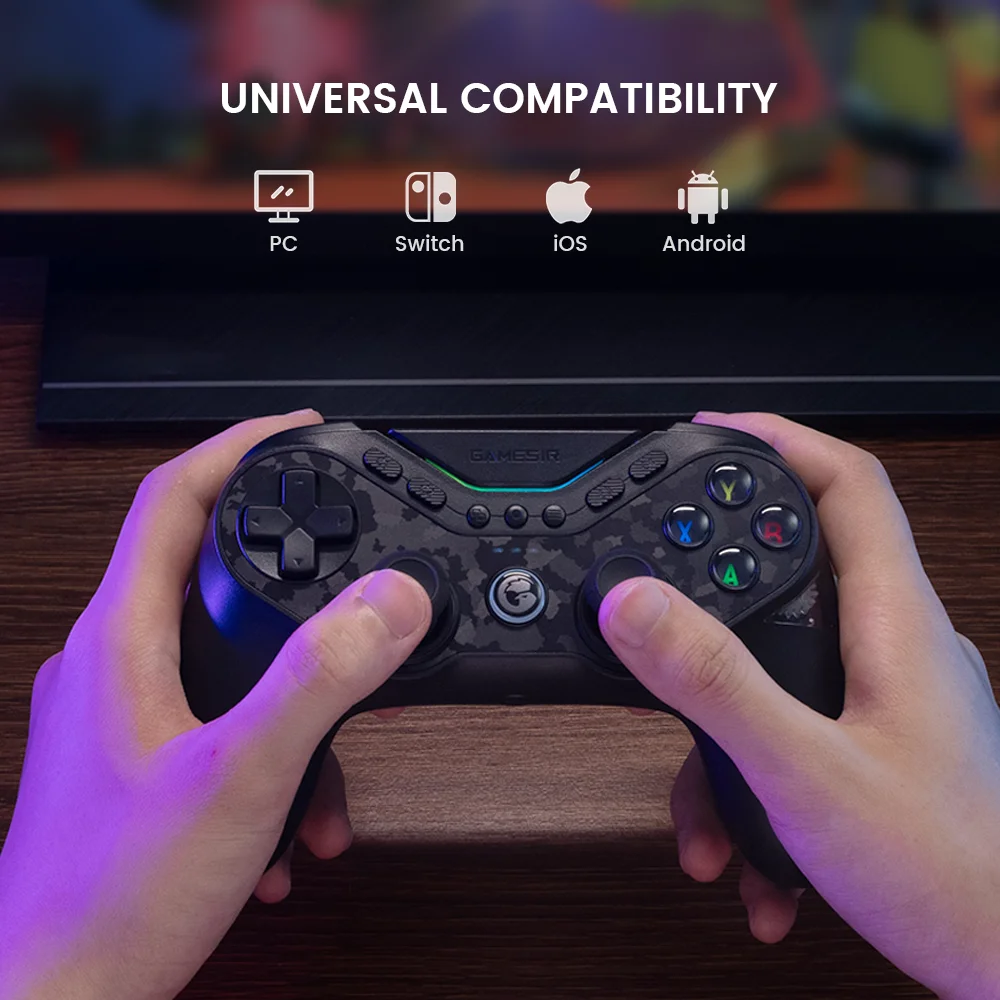 UNIVERSAL COMPATIBILITY
PC
Switch
iOS
Android
GAMESIR
Y
X
R
A